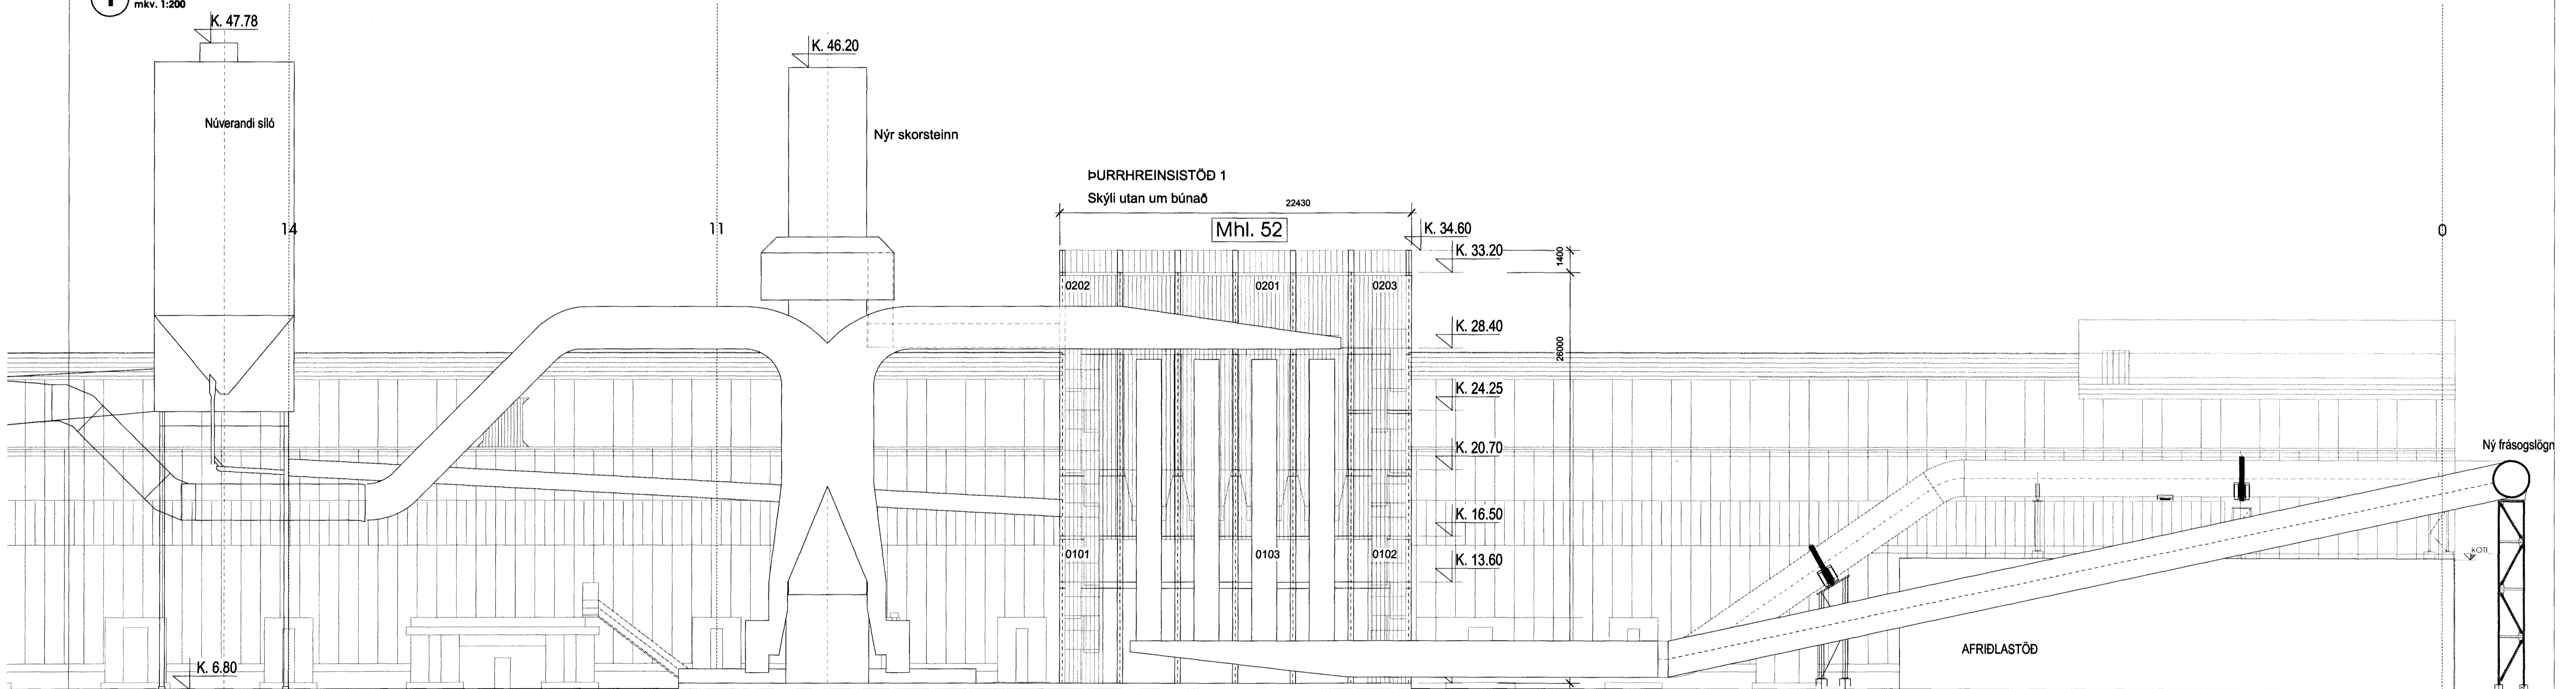 mkv. 1:200
K. 47.78
K. 46.20
Núverandi síló
Nýr skorsteinn
ÞURRHREINSISTÖÐ 1
Skýli utan um búnað
22430
14
11
Mhl. 52
K. 34.60
0
K. 33.20
1400
0202
0201
0203
K. 28.40
26000
K. 24.25
K. 20.70
Ný frásogslögn
K. 16.50
0101
0103
0102
K. 13.60
KÓTI
AFRIÐLASTÖÐ
K. 6.80